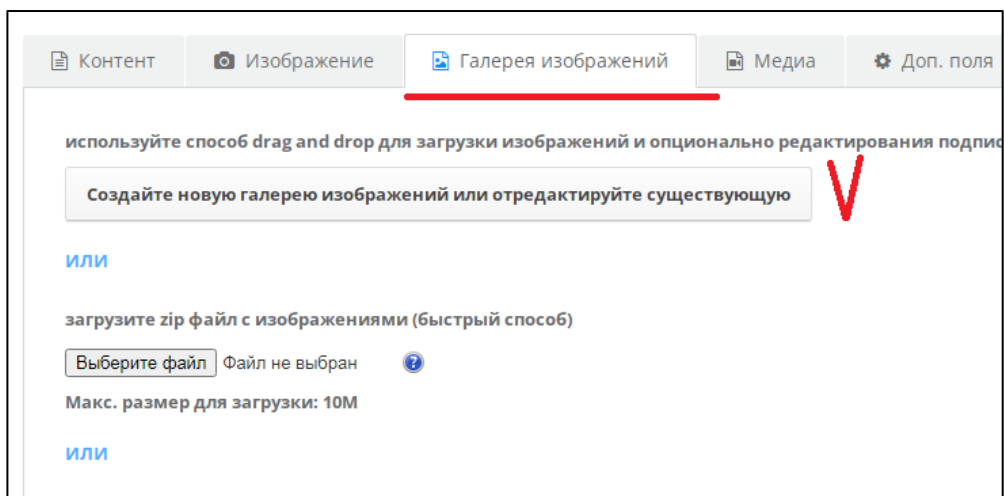 Контент Изображение Галерея изображений Медиа Доп. поля
используйте способ drag and drop для загрузки изображений и опционально редактирования подпис
Создайте новую галерею изображений или отредактируйте существующую
или
загрузите zip файл с изображениями (быстрый способ)
Выберите файл Файл не выбран ?
Макс. размер для загрузки: 10M
или